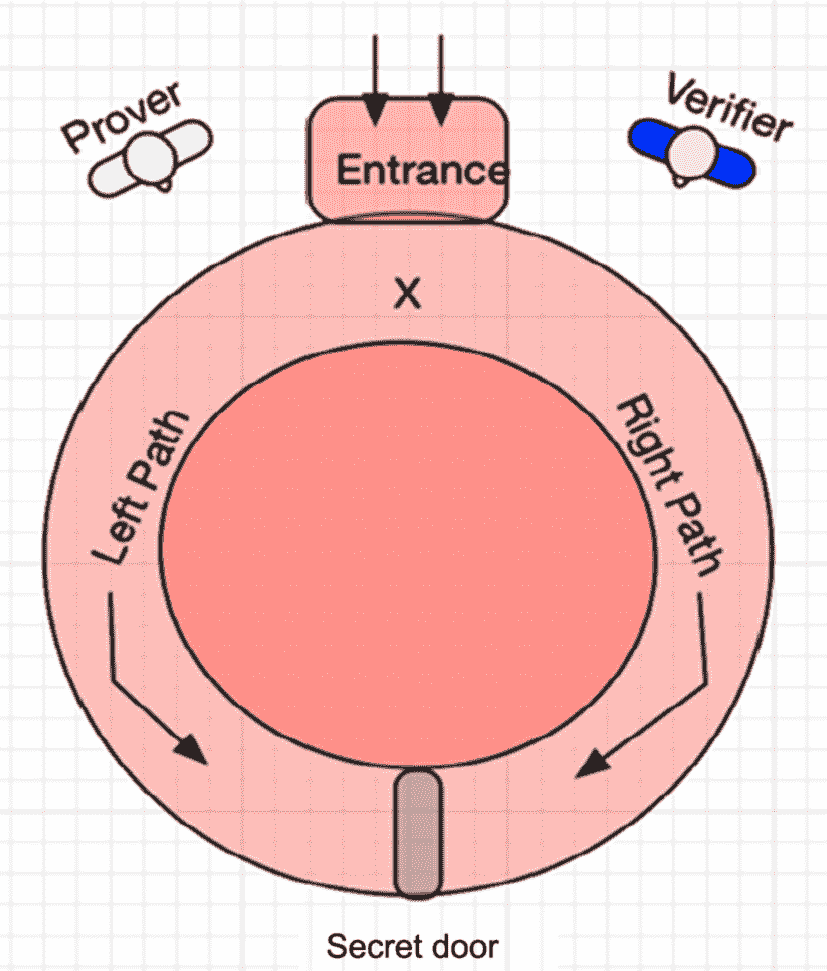 Prover
Verifier
Entrance
X
Left Path
Right Path
Secret door